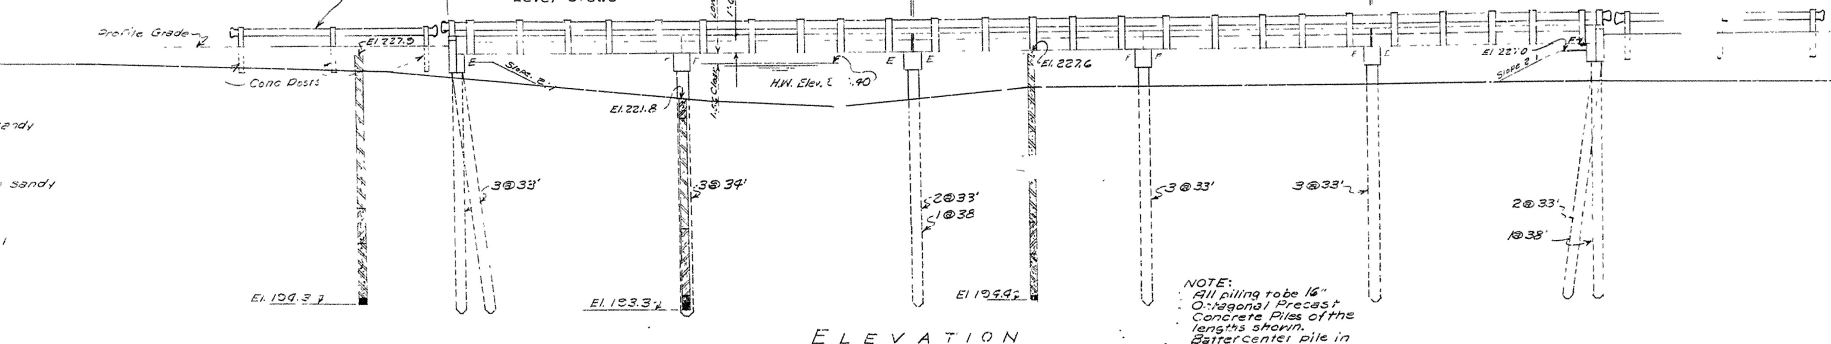 Profile Grade
El. 227.9
Conc Posts
Slope 2:
E
El. 221.8
H.W. Elev.
.40
E E
El. 227.6
F F
F
El. 227.0
Slope 2:1
sandy
sandy
3@33'
3@34'
2@33'
1@38
3@33'
3@33'
2@33'
1@38'
El. 194.3
El. 193.3
El 194.4
NOTE:
All piling to be 16"
Octagonal Precast
Concrete Piles of the
lengths shown.
Batter center pile in
ELEVATION